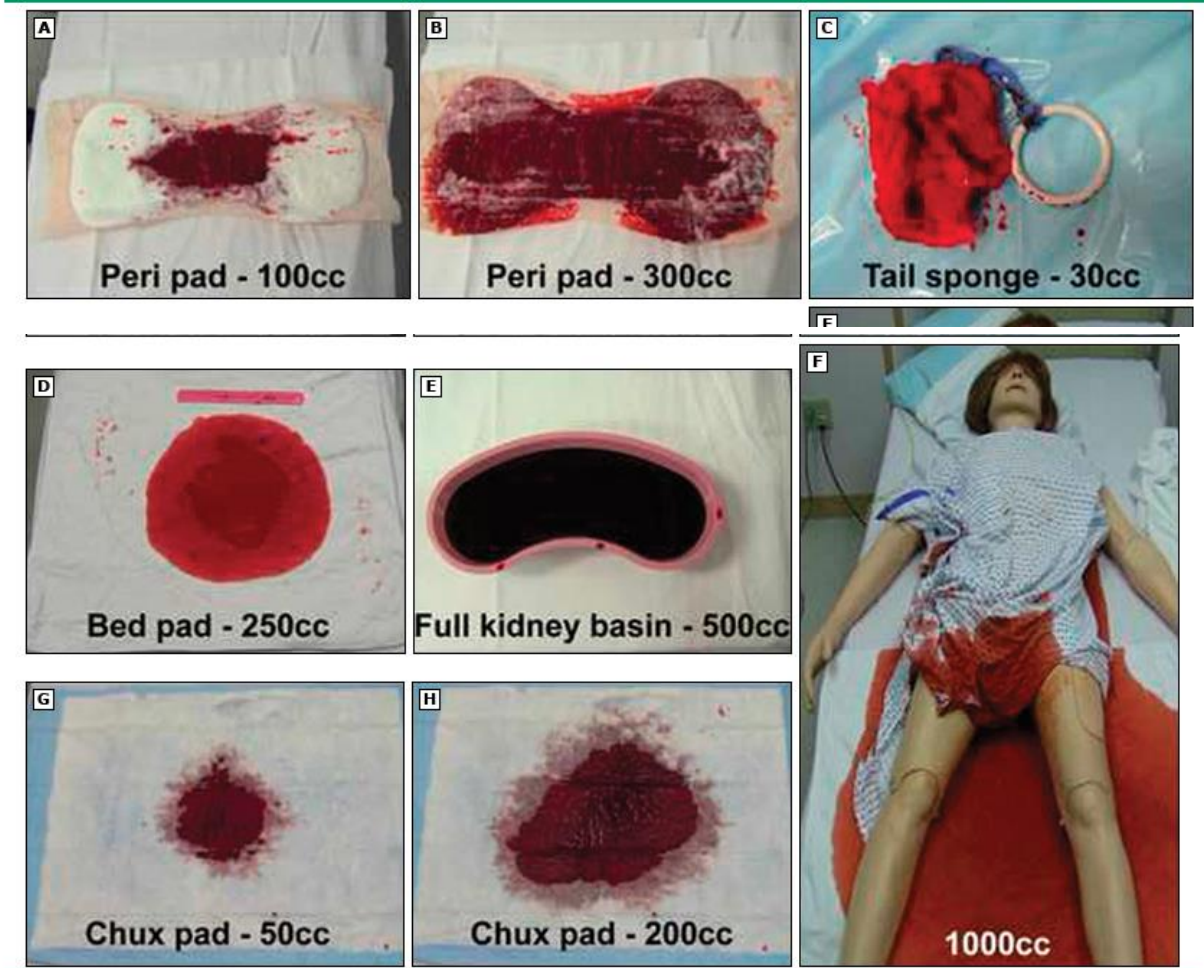 A
B
C
Peri pad - 100cc
Peri pad - 300cc
Tail sponge - 30cc
D
E
F
Bed pad - 250cc
Full kidney basin - 500cc
G
H
Chux pad - 50cc
Chux pad - 200cc
1000cc